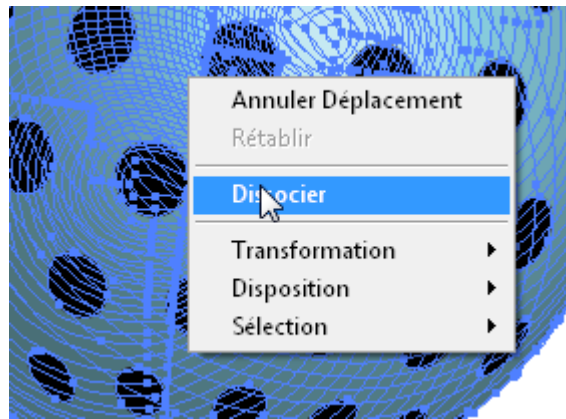 Annuler Déplacement
Rétablir
Dissocier
Transformation
Disposition
Sélection